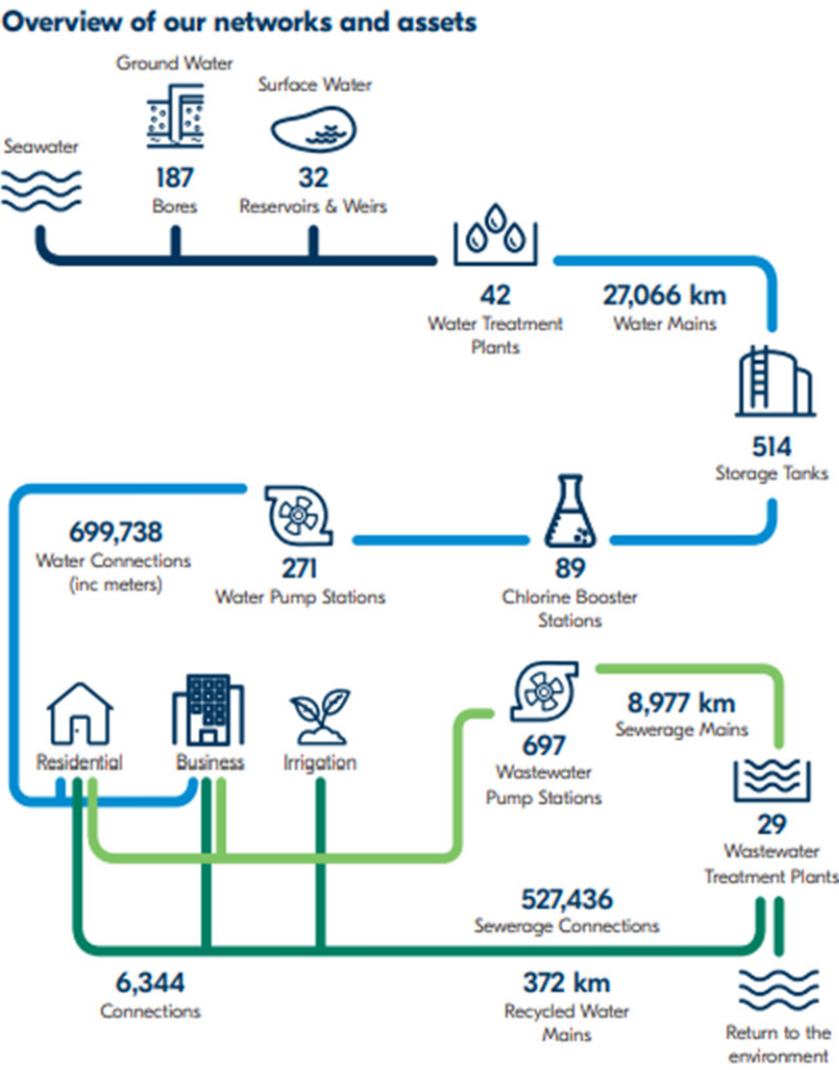 Overview of our networks and assets
Ground Water
Surface Water
Seawater
187
Bores
32
Reservoirs & Weirs
42
Water Treatment
Plants
27,066 km
Water Mains
514
Storage Tanks
699,738
Water Connections
(inc meters)
271
Water Pump Stations
89
Chlorine Booster
Stations
Residential
Business
Irrigation
697
Wastewater
Pump Stations
8,977 km
Sewerage Mains
29
Wastewater
Treatment Plants
527,436
Sewerage Connections
6,344
Connections
372 km
Recycled Water
Mains
Return to the
environment